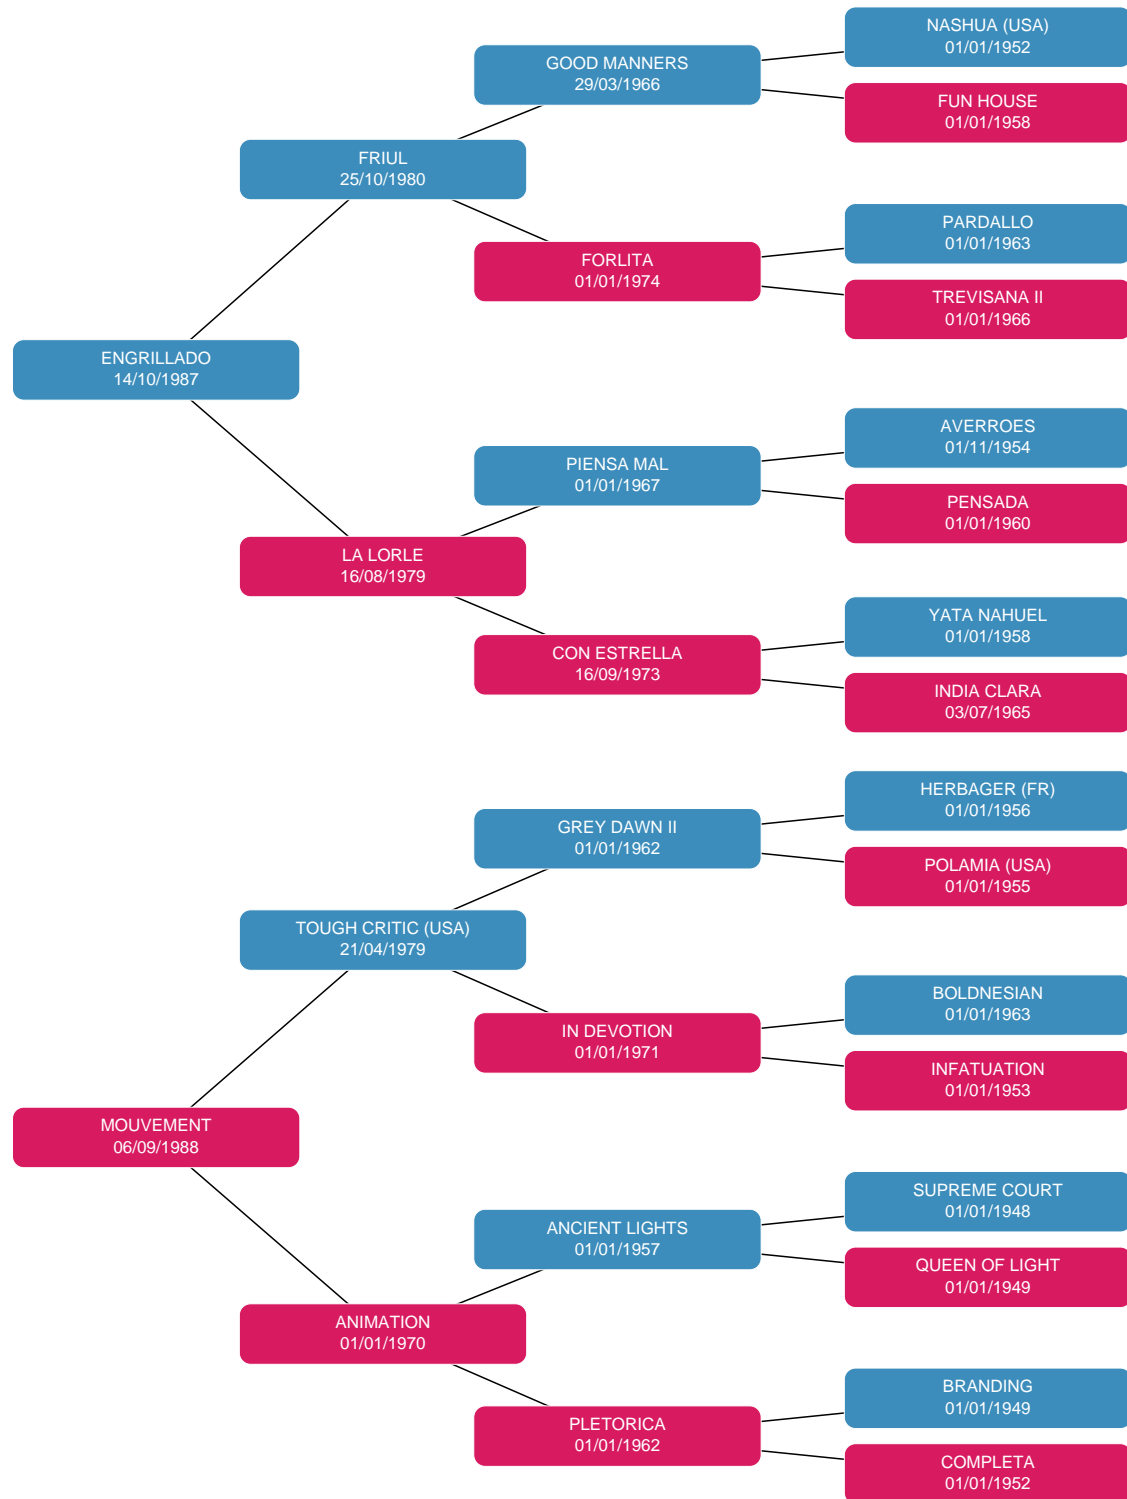 NASHUA (USA)
01/01/1952
GOOD MANNERS
29/03/1966
FUN HOUSE
01/01/1958
FRIUL
25/10/1980
PARDALLO
01/01/1963
FORLITA
01/01/1974
TREVISANA II
01/01/1966
ENGRILLADO
14/10/1987
AVERROES
01/11/1954
PIENSA MAL
01/01/1967
PENSADA
01/01/1960
LA LORLE
16/08/1979
YATA NAHUEL
01/01/1958
CON ESTRELLA
16/09/1973
INDIA CLARA
03/07/1965
HERBAGER (FR)
01/01/1956
GREY DAWN II
01/01/1962
POLAMIA (USA)
01/01/1955
TOUGH CRITIC (USA)
21/04/1979
BOLDNESIAN
01/01/1963
IN DEVOTION
01/01/1971
INFATUATION
01/01/1953
MOUVEMENT
06/09/1988
SUPREME COURT
01/01/1948
ANCIENT LIGHTS
01/01/1957
QUEEN OF LIGHT
01/01/1949
ANIMATION
01/01/1970
BRANDING
01/01/1949
PLETORICA
01/01/1962
COMPLETA
01/01/1952